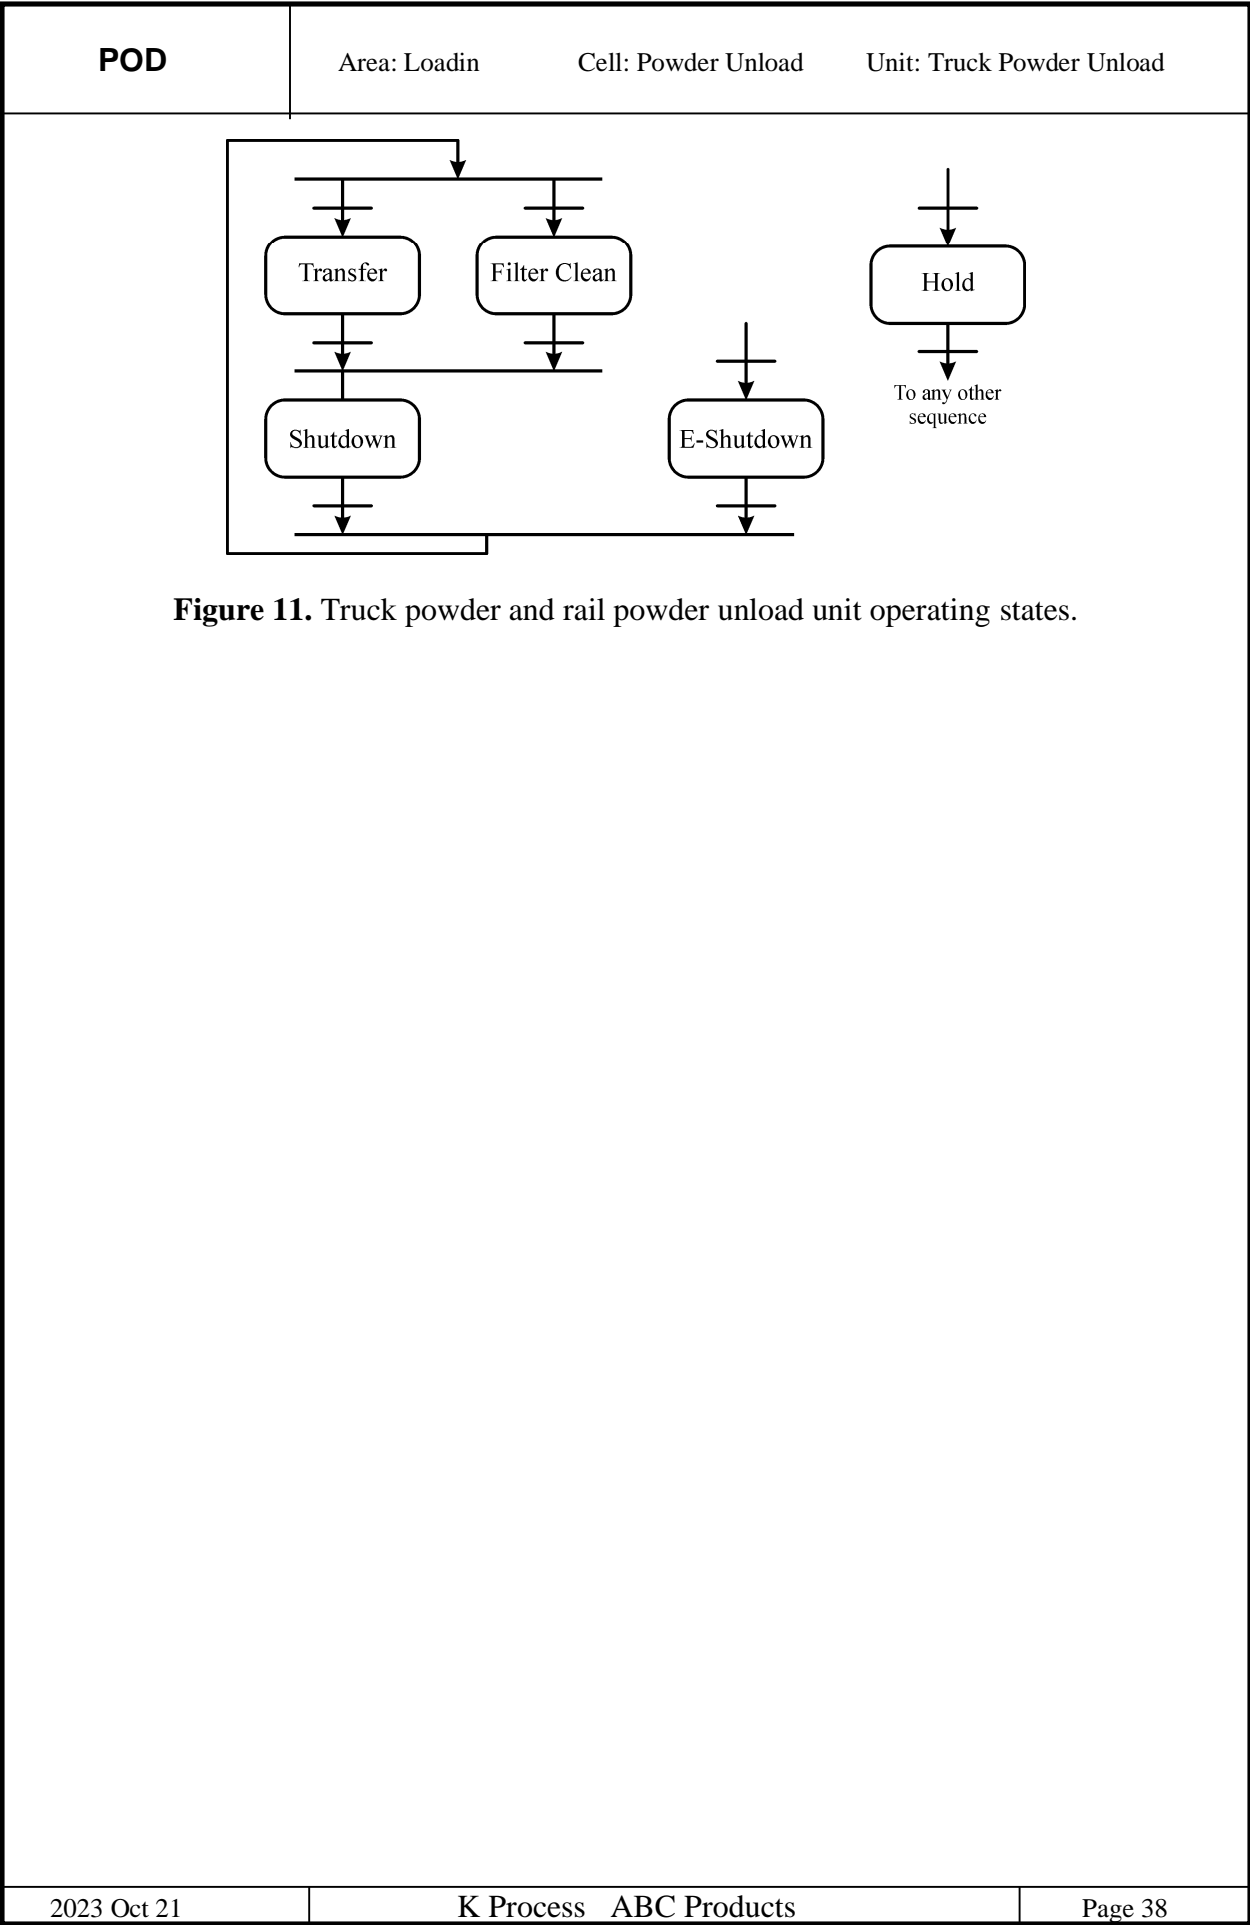 POD Area: Loadin Cell: Powder Unload Unit: Truck Powder Unload
Transfer
Filter Clean
Hold
To any other
sequence
Shutdown
E-Shutdown
Figure 11. Truck powder and rail powder unload unit operating states.
2023 Oct 21 K Process ABC Products Page 38